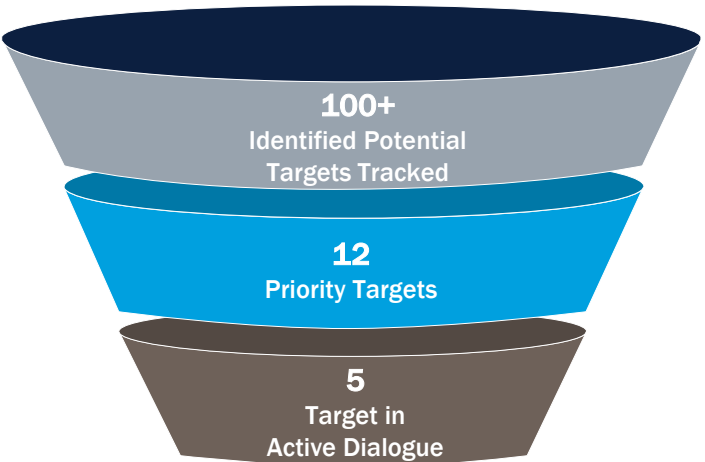 100+
Identified Potential
Targets Tracked
12
Priority Targets
5
Target in
Active Dialogue